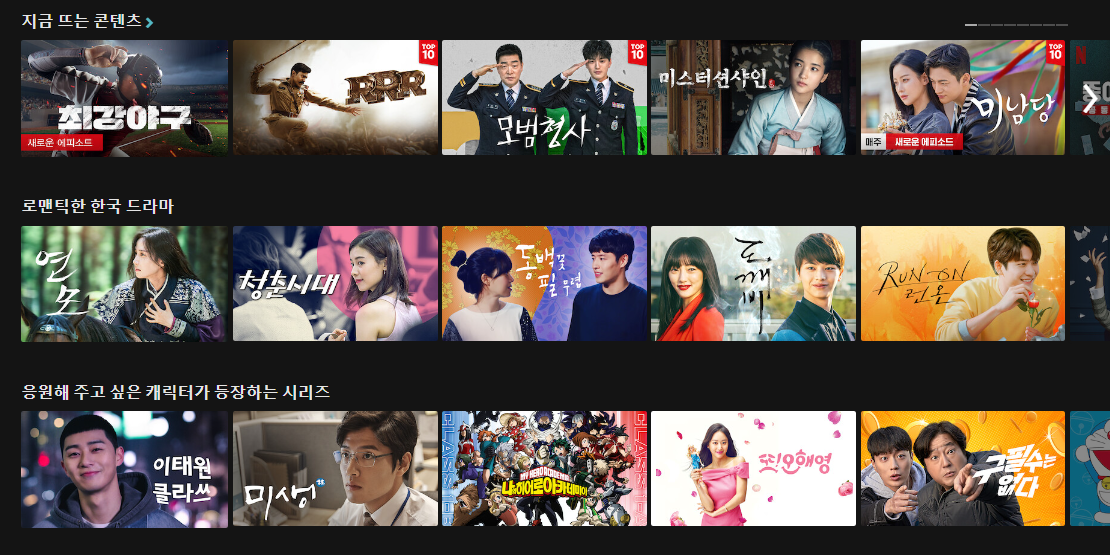 지금 뜨는 콘텐츠
최강야구
새로운 에피소드
TOP
10
RRR
TOP
10
모범형사
미스터션샤인
TOP
10
미남당
매주 새로운 에피소드
N
로맨틱한 한국 드라마
연모
청춘시대
동백꽃
필 무렵
도깨비
RUN-ON
런온
응원해 주고 싶은 캐릭터가 등장하는 시리즈
이태원
클라쓰
미생
MY HERO ACADEMIA
나의 히어로 아카데미아
또!오해영
구필수는
없다